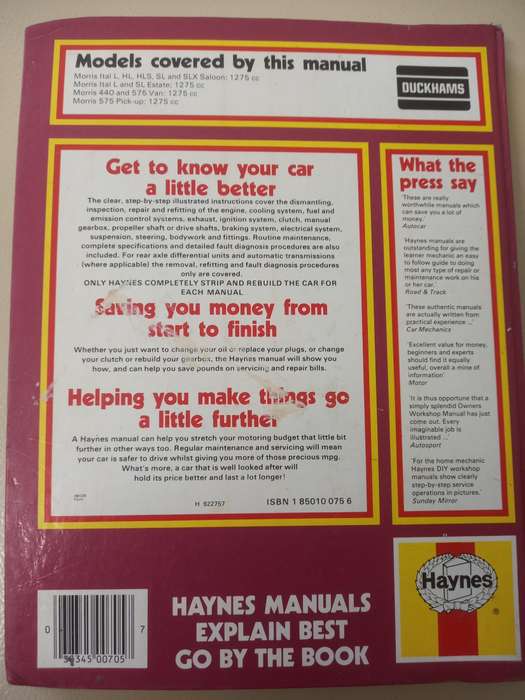 Models covered by this manual
Morris Ital L, HL, HLS, SL and SLX Saloon: 1275 cc
Morris Ital L and SL Estate; 1275 cc
Morris 440 and 575 Van: 1275 cc
Morris 575 Pick-up: 1275 cc
DUCKHAMS
Get to know your car
a little better
The clear, step-by-step illustrated instructions cover the dismantling,
inspection, repair and refitting of the engine, cooling system, fuel and
emission control systems, exhaust, ignition system, clutch, manual
gearbox, propeller shaft or drive shafts, braking system, electrical system,
suspension, steering, bodywork and fittings. Routine maintenance,
complete specifications and detailed fault diagnosis procedures are also
included. For rear axle differential units and automatic transmissions
(where applicable) the removal, refitting and fault diagnosis procedures
only are covered.
ONLY HAYNES COMPLETELY STRIP AND REBUILD THE CAR FOR
EACH MANUAL
Saving you money from
start to finish
Whether you just want to change your oil or replace your plugs, or change
your clutch or rebuild your gearbox, the Haynes Manual will show you
how, and can help you save pounds on servicing and repair bills.
Helping you make things go
a little further
A Haynes manual can help you stretch your motoring budget that little bit
further in other ways too. Regular maintenance and servicing will mean
your car is safer to drive whilst giving you more of those precious mpg.
What's more, a car that is well looked after will
hold its price better and last a lot longer!
H 822757
ISBN 1 85010 075 6
What the
press say
'These are really
worthwhile manuals which
can save you a lot of
money.'
Autocar
'Haynes manuals are
outstanding for giving the
learner mechanic an easy
to follow guide to doing
most any type of repair or
maintenance work on his
or her car.'
Road & Track
'These authentic manuals
are actually written from
practical experience ...'
Car Mechanics
'Excellent value for money,
beginners and experts
should find it equally
useful, overall a mine of
information'
Motor
'It is thus opportune that a
simply splendid Owners
Workshop Manual has just
come out. Every
imaginable job is
illustrated ...'
Autosport
'For the home mechanic
Haynes DIY workshop
manuals show clearly
step-by-step service
operations in pictures.'
Sunday Mirror
Haynes
®
HAYNES MANUALS
EXPLAIN BEST
GO BY THE BOOK
0 38345 00705 7